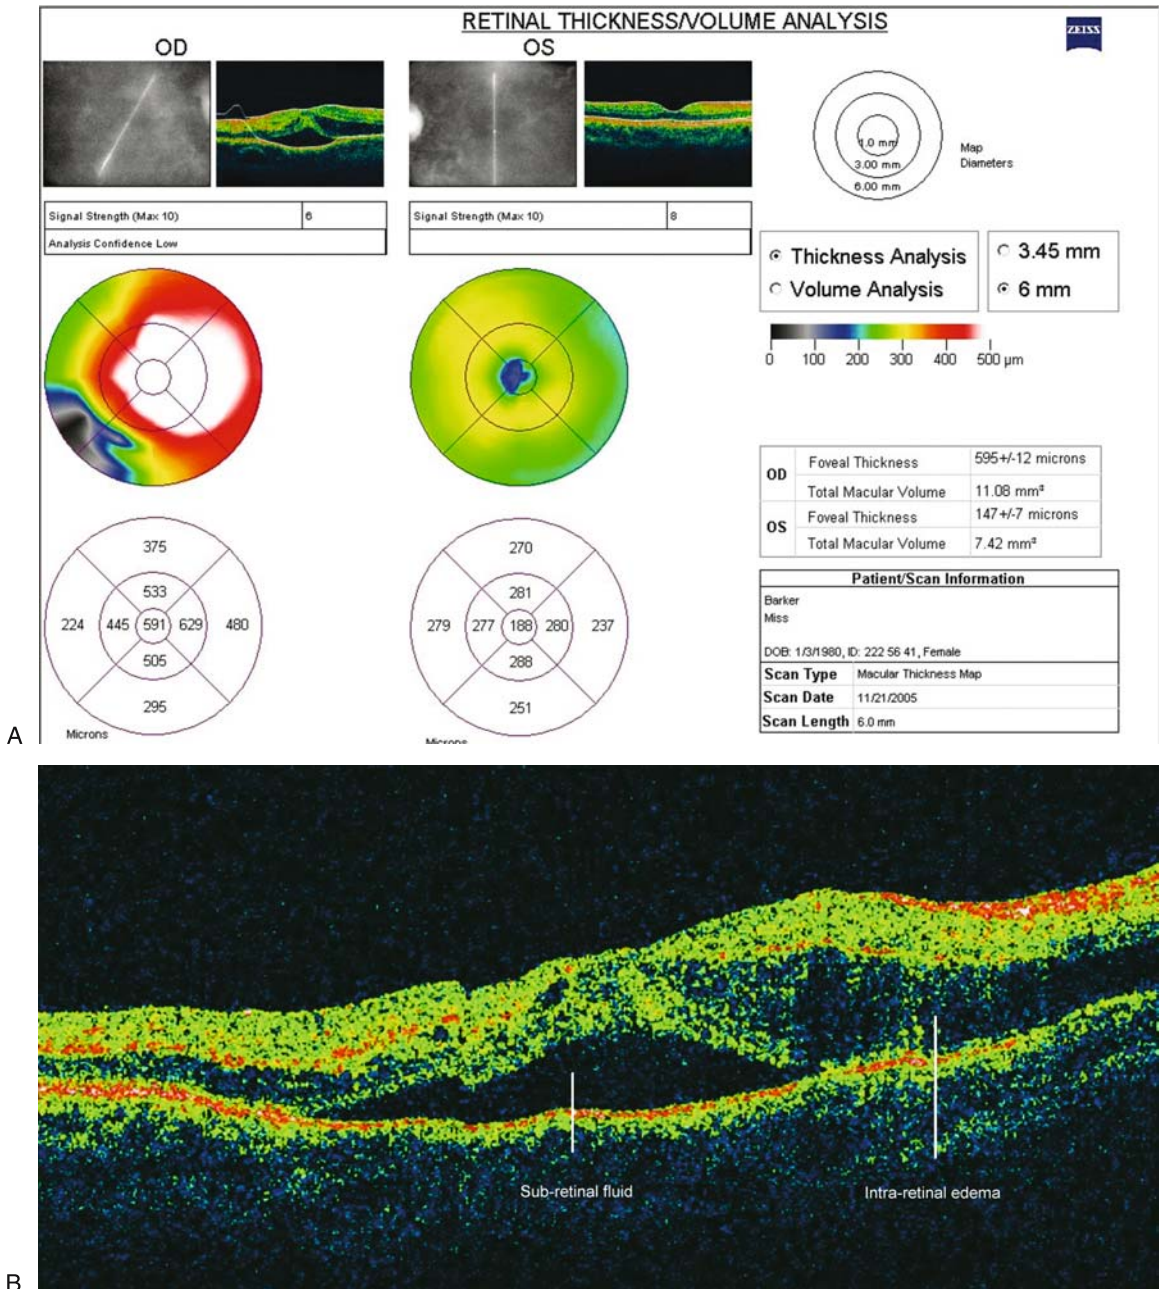 RETINAL THICKNESS/VOLUME ANALYSIS
ZEISS
OD
OS
1.0 mm
3.00 mm
6.00 mm
Map
Diameters
Signal Strength (Max 10) 6
Analysis Confidence Low
Signal Strength (Max 10) 8
Thickness Analysis
Volume Analysis
3.45 mm
6 mm
0 100 200 300 400 500 µm
OD
Foveal Thickness 595+/-12 microns
Total Macular Volume 11.08 mm³
OS
Foveal Thickness 147+/-7 microns
Total Macular Volume 7.42 mm³
375
533
224 445 591 629 480
505
295
Microns
270
281
279 277 188 280 237
288
251
Microns
Patient/Scan Information
Barker
Miss
DOB: 1/3/1980, ID: 222 56 41, Female
Scan Type Macular Thickness Map
Scan Date 11/21/2005
Scan Length 6.0 mm
A
Sub-retinal fluid
Intra-retinal edema
B